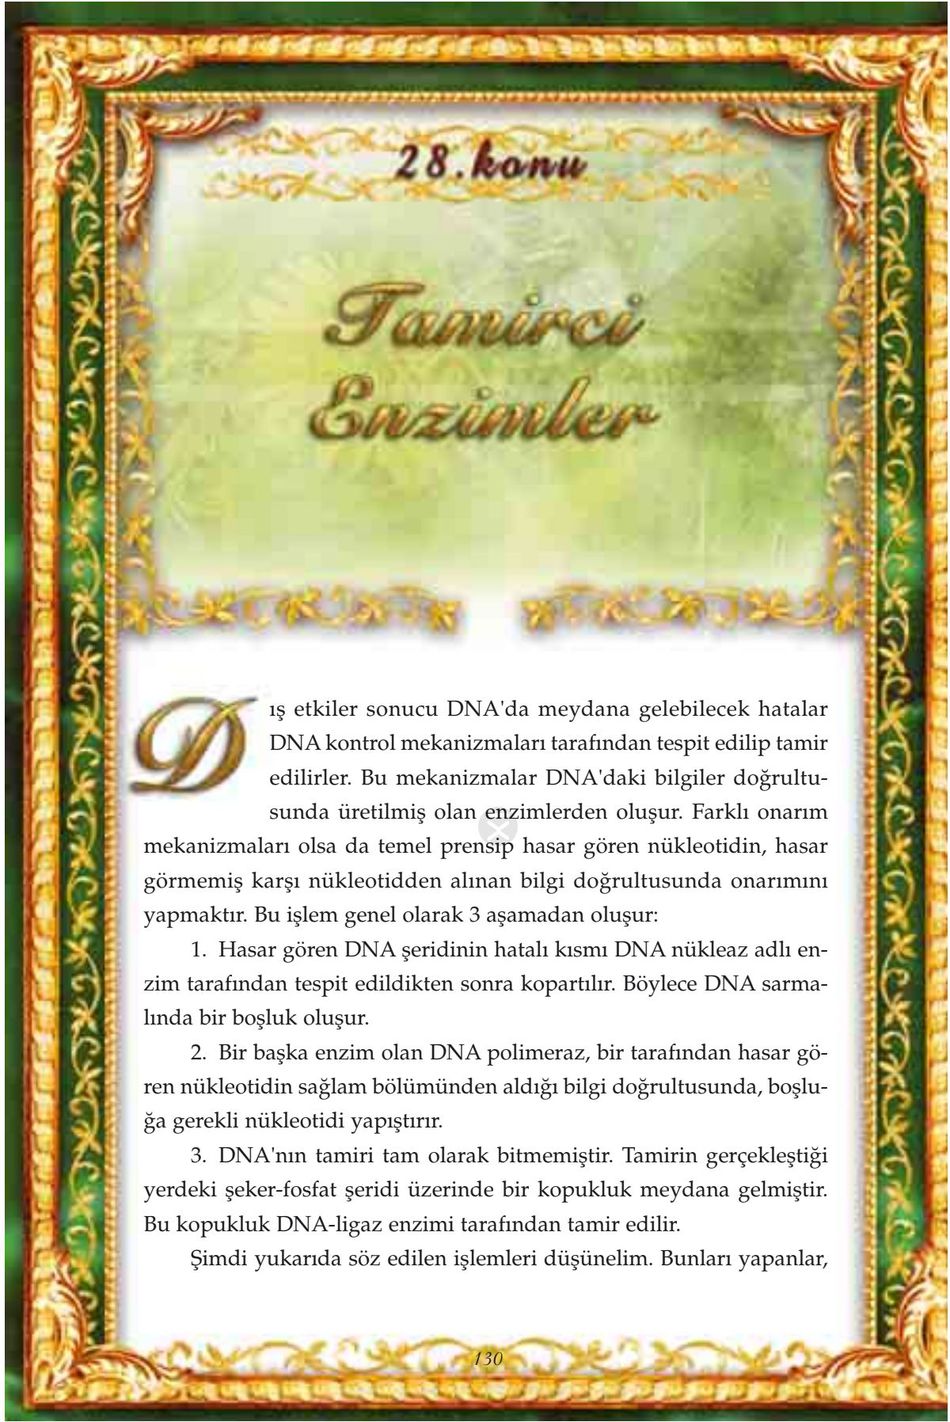 28.konu
Tamirci
Enzimler
Dış etkiler sonucu DNA'da meydana gelebilecek hatalar
DNA kontrol mekanizmaları tarafından tespit edilip tamir
edilirler. Bu mekanizmalar DNA'daki bilgiler doğrultu-
sunda üretilmiş olan enzimlerden oluşur. Farklı onarım
mekanizmaları olsa da temel prensip hasar gören nükleotidin, hasar
görmemiş karşı nükleotidden alınan bilgi doğrultusunda onarımını
yapmaktır. Bu işlem genel olarak 3 aşamadan oluşur:
1. Hasar gören DNA şeridinin hatalı kısmı DNA nükleaz adlı en-
zim tarafından tespit edildikten sonra kopartılır. Böylece DNA sarma-
lında bir boşluk oluşur.
2. Bir başka enzim olan DNA polimeraz, bir tarafından hasar gö-
ren nükleotidin sağlam bölümünden aldığı bilgi doğrultusunda, boşlu-
ğa gerekli nükleotidi yapıştırır.
3. DNA'nın tamiri tam olarak bitmemiştir. Tamirin gerçekleştiği
yerdeki şeker-fosfat şeridi üzerinde bir kopukluk meydana gelmiştir.
Bu kopukluk DNA-ligaz enzimi tarafından tamir edilir.
Şimdi yukarıda söz edilen işlemleri düşünelim. Bunları yapanlar,
130